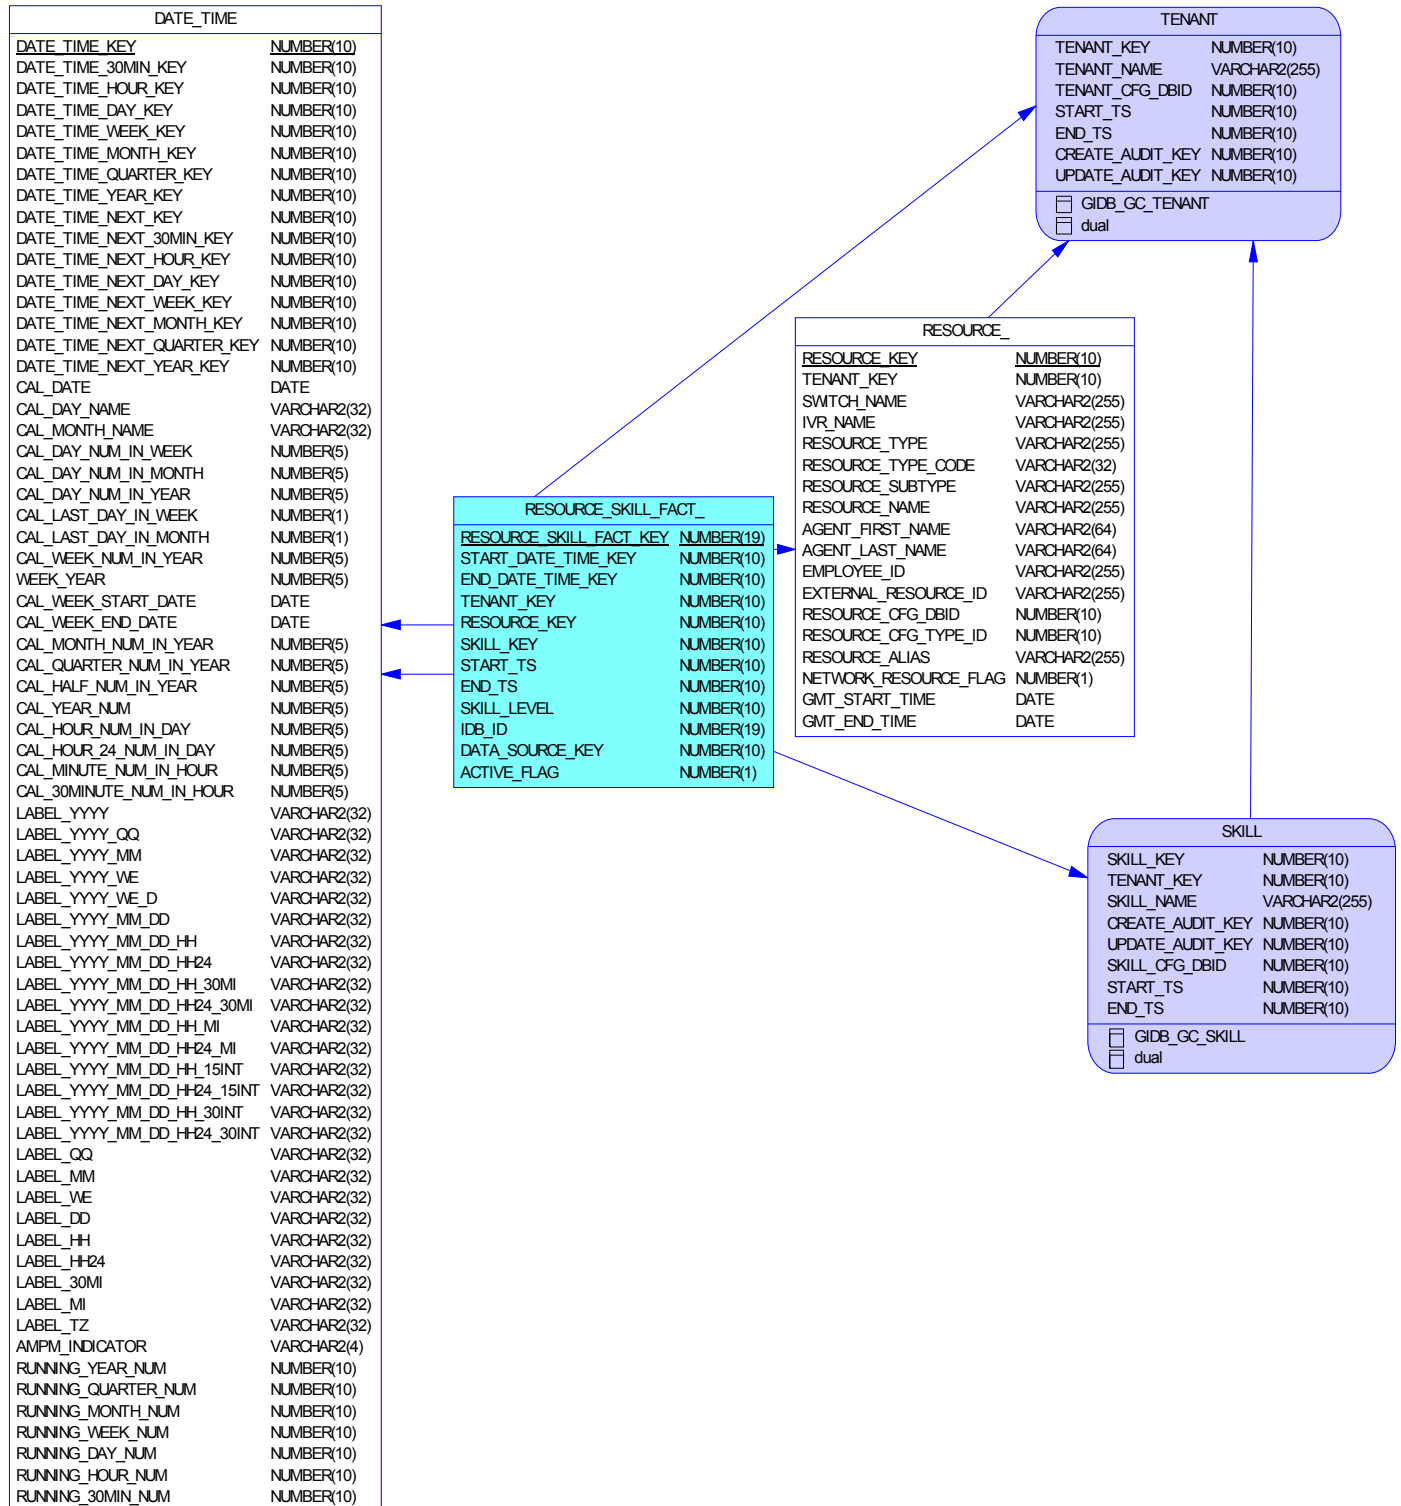 DATE_TIME
DATE_TIME_KEY NUMBER(10)
DATE_TIME_30MIN_KEY NUMBER(10)
DATE_TIME_HOUR_KEY NUMBER(10)
DATE_TIME_DAY_KEY NUMBER(10)
DATE_TIME_WEEK_KEY NUMBER(10)
DATE_TIME_MONTH_KEY NUMBER(10)
DATE_TIME_QUARTER_KEY NUMBER(10)
DATE_TIME_YEAR_KEY NUMBER(10)
DATE_TIME_NEXT_KEY NUMBER(10)
DATE_TIME_NEXT_30MIN_KEY NUMBER(10)
DATE_TIME_NEXT_HOUR_KEY NUMBER(10)
DATE_TIME_NEXT_DAY_KEY NUMBER(10)
DATE_TIME_NEXT_WEEK_KEY NUMBER(10)
DATE_TIME_NEXT_MONTH_KEY NUMBER(10)
DATE_TIME_NEXT_QUARTER_KEY NUMBER(10)
DATE_TIME_NEXT_YEAR_KEY NUMBER(10)
CAL_DATE DATE
CAL_DAY_NAME VARCHAR2(32)
CAL_MONTH_NAME VARCHAR2(32)
CAL_DAY_NUM_IN_WEEK NUMBER(5)
CAL_DAY_NUM_IN_MONTH NUMBER(5)
CAL_DAY_NUM_IN_YEAR NUMBER(5)
CAL_LAST_DAY_IN_WEEK NUMBER(1)
CAL_LAST_DAY_IN_MONTH NUMBER(1)
CAL_WEEK_NUM_IN_YEAR NUMBER(5)
WEEK_YEAR NUMBER(5)
CAL_WEEK_START_DATE DATE
CAL_WEEK_END_DATE DATE
CAL_MONTH_NUM_IN_YEAR NUMBER(5)
CAL_QUARTER_NUM_IN_YEAR NUMBER(5)
CAL_HALF_NUM_IN_YEAR NUMBER(5)
CAL_YEAR_NUM NUMBER(5)
CAL_HOUR_NUM_IN_DAY NUMBER(5)
CAL_HOUR_24_NUM_IN_DAY NUMBER(5)
CAL_MINUTE_NUM_IN_HOUR NUMBER(5)
CAL_30MINUTE_NUM_IN_HOUR NUMBER(5)
LABEL_YYYY VARCHAR2(32)
LABEL_YYYY_QQ VARCHAR2(32)
LABEL_YYYY_MM VARCHAR2(32)
LABEL_YYYY_WE VARCHAR2(32)
LABEL_YYYY_WE_D VARCHAR2(32)
LABEL_YYYY_MM_DD VARCHAR2(32)
LABEL_YYYY_MM_DD_HH VARCHAR2(32)
LABEL_YYYY_MM_DD_HH24 VARCHAR2(32)
LABEL_YYYY_MM_DD_HH_30MI VARCHAR2(32)
LABEL_YYYY_MM_DD_HH24_30MI VARCHAR2(32)
LABEL_YYYY_MM_DD_HH_MI VARCHAR2(32)
LABEL_YYYY_MM_DD_HH24_MI VARCHAR2(32)
LABEL_YYYY_MM_DD_HH_15INT VARCHAR2(32)
LABEL_YYYY_MM_DD_HH24_15INT VARCHAR2(32)
LABEL_YYYY_MM_DD_HH_30INT VARCHAR2(32)
LABEL_YYYY_MM_DD_HH24_30INT VARCHAR2(32)
LABEL_QQ VARCHAR2(32)
LABEL_MM VARCHAR2(32)
LABEL_WE VARCHAR2(32)
LABEL_DD VARCHAR2(32)
LABEL_HH VARCHAR2(32)
LABEL_HH24 VARCHAR2(32)
LABEL_30MI VARCHAR2(32)
LABEL_MI VARCHAR2(32)
LABEL_TZ VARCHAR2(32)
AMPM_INDICATOR VARCHAR2(4)
RUNNING_YEAR_NUM NUMBER(10)
RUNNING_QUARTER_NUM NUMBER(10)
RUNNING_MONTH_NUM NUMBER(10)
RUNNING_WEEK_NUM NUMBER(10)
RUNNING_DAY_NUM NUMBER(10)
RUNNING_HOUR_NUM NUMBER(10)
RUNNING_30MIN_NUM NUMBER(10)
RESOURCE_SKILL_FACT_
RESOURCE_SKILL_FACT_KEY NUMBER(19)
START_DATE_TIME_KEY NUMBER(10)
END_DATE_TIME_KEY NUMBER(10)
TENANT_KEY NUMBER(10)
RESOURCE_KEY NUMBER(10)
SKILL_KEY NUMBER(10)
START_TS NUMBER(10)
END_TS NUMBER(10)
SKILL_LEVEL NUMBER(10)
IDB_ID NUMBER(19)
DATA_SOURCE_KEY NUMBER(10)
ACTIVE_FLAG NUMBER(1)
TENANT
TENANT_KEY NUMBER(10)
TENANT_NAME VARCHAR2(255)
TENANT_CFG_DBID NUMBER(10)
START_TS NUMBER(10)
END_TS NUMBER(10)
CREATE_AUDIT_KEY NUMBER(10)
UPDATE_AUDIT_KEY NUMBER(10)
GIDB_GC_TENANT
dual
RESOURCE_
RESOURCE_KEY NUMBER(10)
TENANT_KEY NUMBER(10)
SWITCH_NAME VARCHAR2(255)
IVR_NAME VARCHAR2(255)
RESOURCE_TYPE VARCHAR2(255)
RESOURCE_TYPE_CODE VARCHAR2(32)
RESOURCE_SUBTYPE VARCHAR2(255)
RESOURCE_NAME VARCHAR2(255)
AGENT_FIRST_NAME VARCHAR2(64)
AGENT_LAST_NAME VARCHAR2(64)
EMPLOYEE_ID VARCHAR2(255)
EXTERNAL_RESOURCE_ID VARCHAR2(255)
RESOURCE_CFG_DBID NUMBER(10)
RESOURCE_CFG_TYPE_ID NUMBER(10)
RESOURCE_ALIAS VARCHAR2(255)
NETWORK_RESOURCE_FLAG NUMBER(1)
GMT_START_TIME DATE
GMT_END_TIME DATE
SKILL
SKILL_KEY NUMBER(10)
TENANT_KEY NUMBER(10)
SKILL_NAME VARCHAR2(255)
CREATE_AUDIT_KEY NUMBER(10)
UPDATE_AUDIT_KEY NUMBER(10)
SKILL_CFG_DBID NUMBER(10)
START_TS NUMBER(10)
END_TS NUMBER(10)
GIDB_GC_SKILL
dual